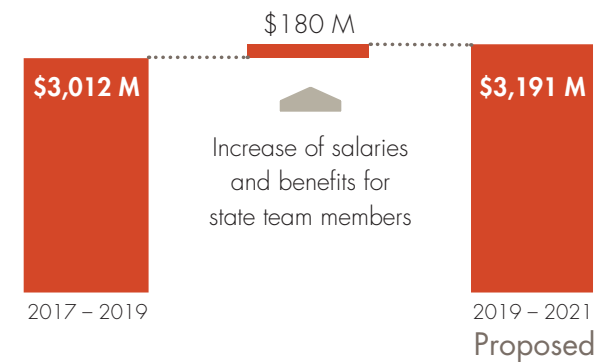 $180 M
$3,012 M
$3,191 M
Increase of salaries
and benefits for
state team members
2017 – 2019
2019 – 2021
Proposed